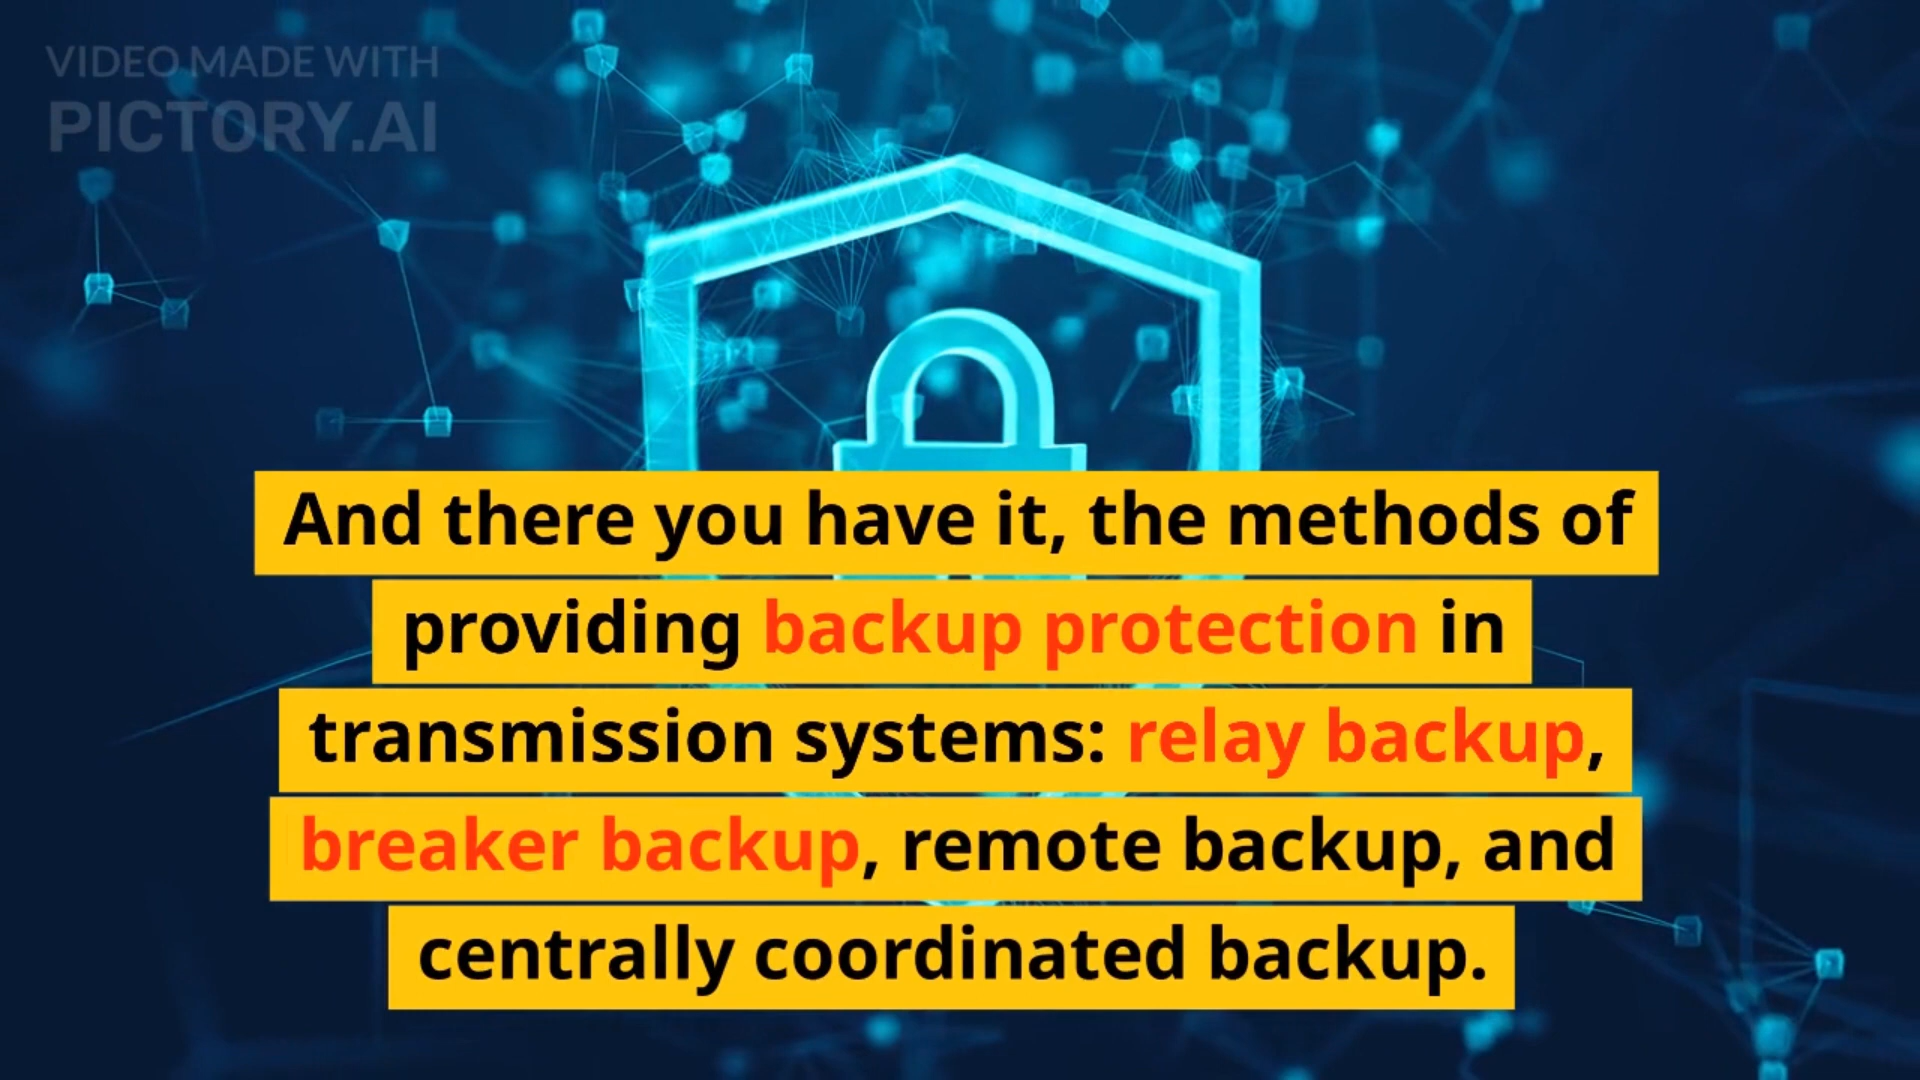 VIDEO MADE WITH
PICTORY.AI
And there you have it, the methods of
providing backup protection in
transmission systems: relay backup,
breaker backup, remote backup, and
centrally coordinated backup.